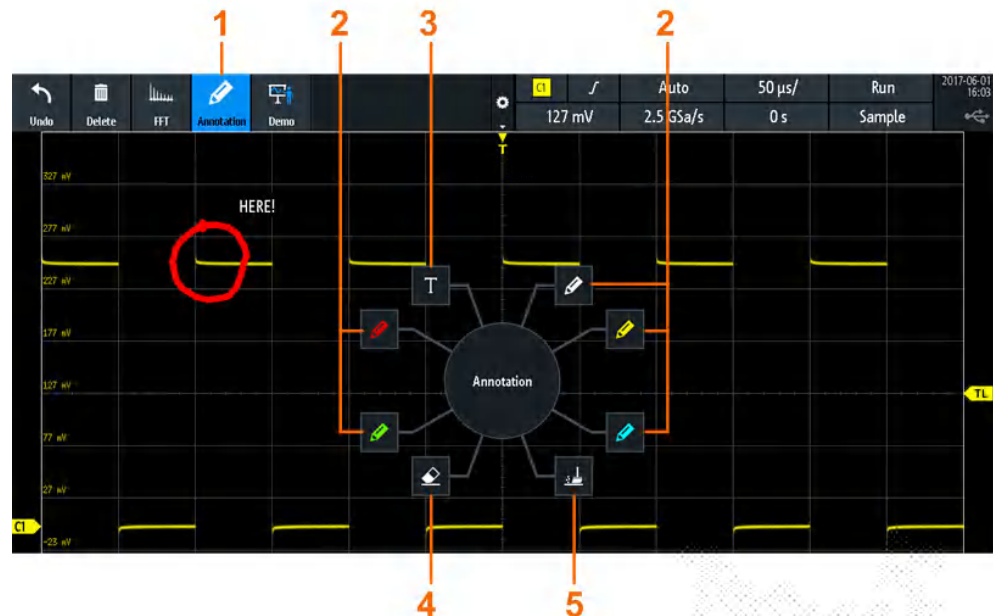 1 2 3 2
Undo Delete FFT Annotation Demo
C1 Auto 50 µs/ Run 2017-06-01
127 mV 2.5 GSa/s 0 s Sample 16:03
T
327 mV
HERE!
277 mV
227 mV
T
177 mV
Annotation
127 mV
TL
77 mV
27 mV
C1
-23 mV
4 5